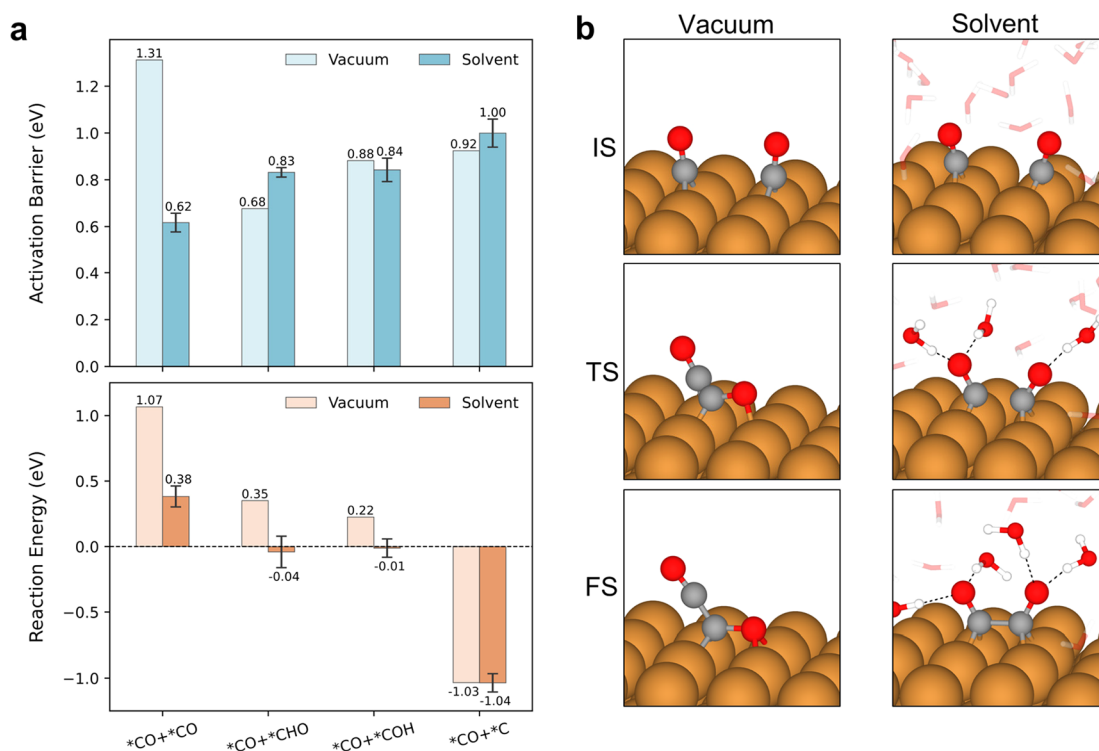 a
Activation Barrier (eV)
1.2
1.0
0.8
0.6
0.4
0.2
0.0
Vacuum
Solvent
1.31
0.62
0.68
0.83
0.88
0.84
0.92
1.00
Reaction Energy (eV)
1.0
0.5
0.0
−0.5
−1.0
Vacuum
Solvent
1.07
0.38
0.35
-0.04
0.22
-0.01
-1.03
-1.04
*CO+*CO
*CO+*CHO
*CO+*COH
*CO+*C
b
Vacuum
Solvent
IS
TS
FS